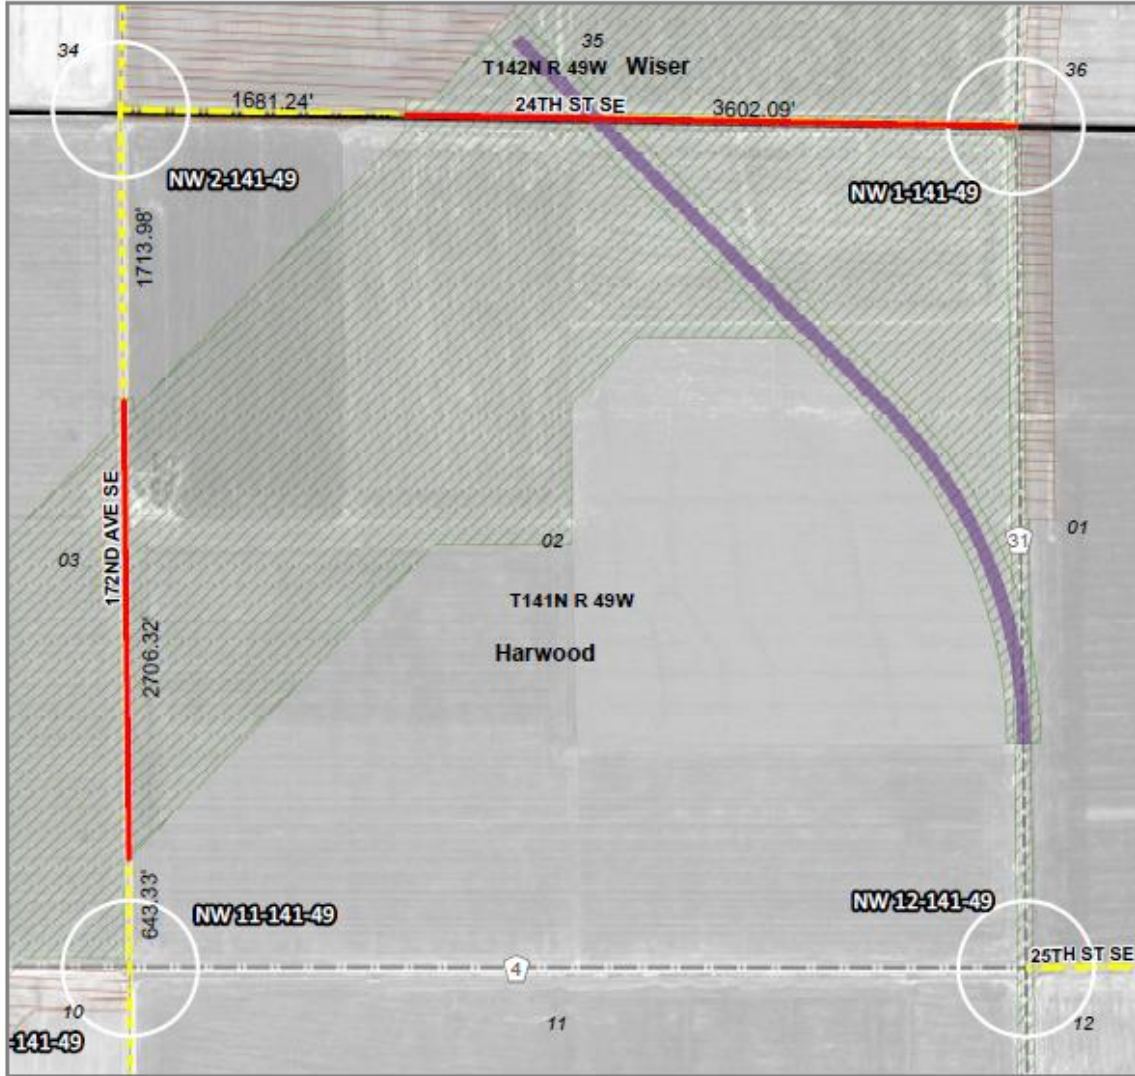 34
35
36
T142N R 49W Wiser
1681.24'
24TH ST SE
3602.09'
NW 2-141-49
NW 1-141-49
1713.98'
172ND AVE SE
03
02
31
01
T141N R 49W
Harwood
2706.32'
643.33'
NW 11-141-49
NW 12-141-49
4
25TH ST SE
10
11
12
-141-49